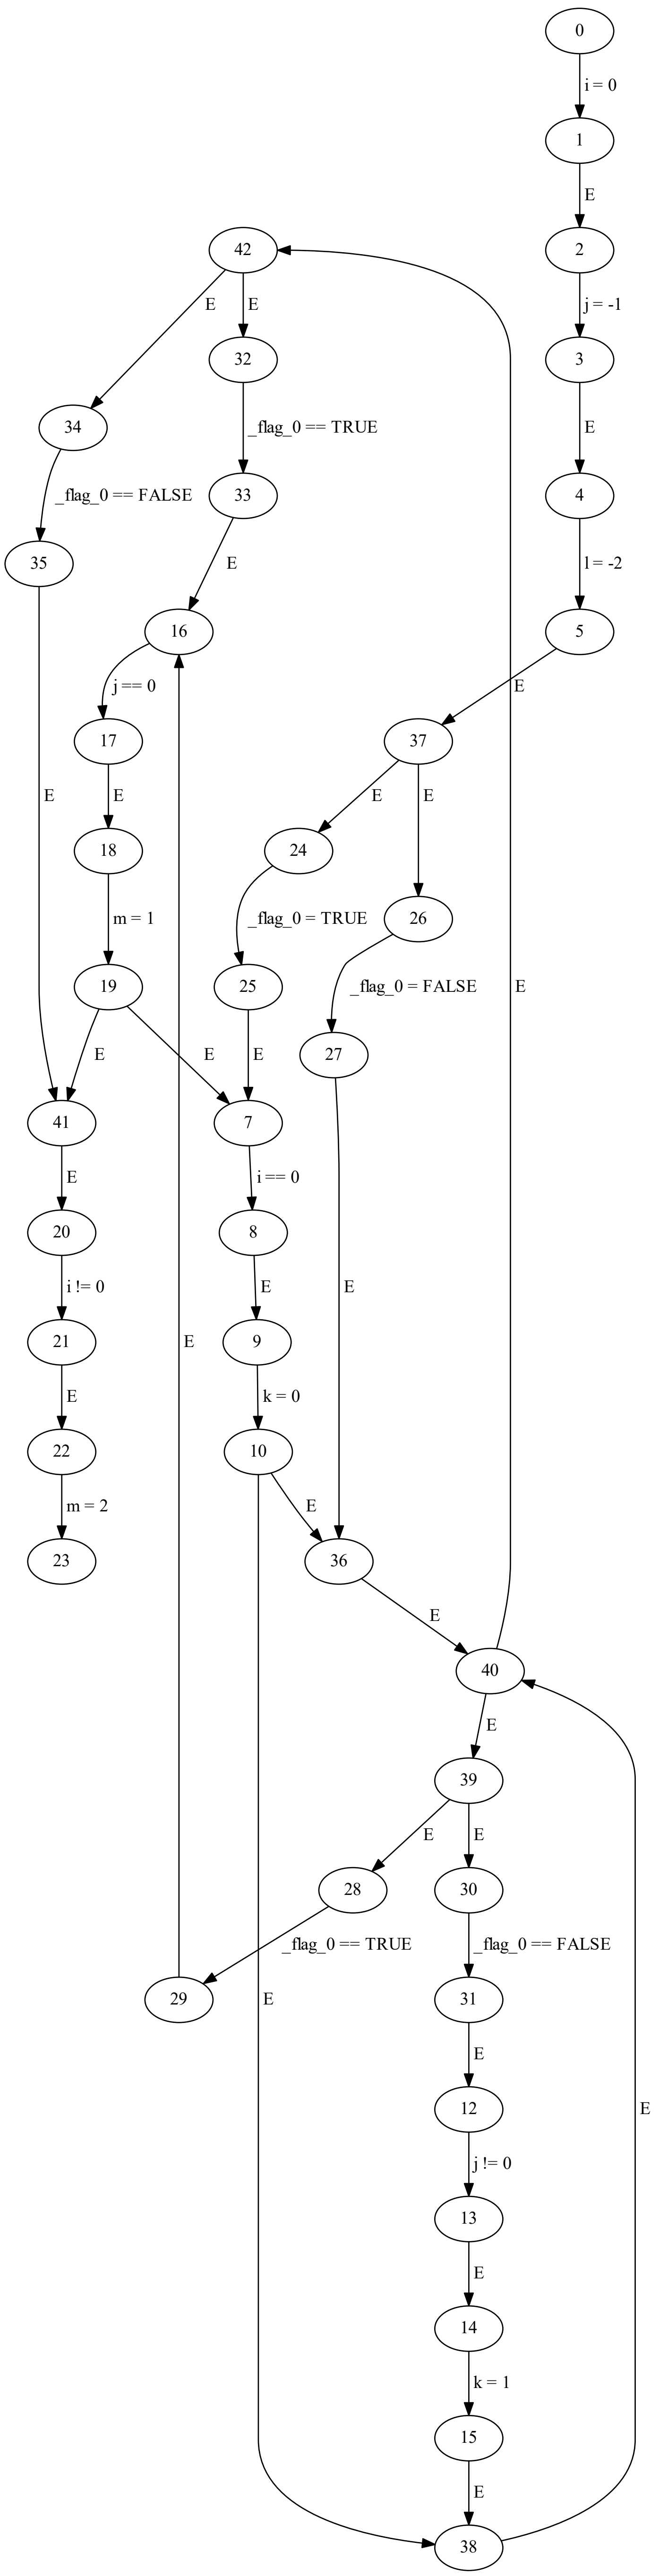 0
i = 0
1
E
2
42
E
E
j = -1
32
3
_flag_0 == TRUE
E
34
_flag_0 == FALSE
33
4
35
E
l = -2
16
5
j == 0
E
17
37
E
E
E
E
18
24
m = 1
_flag_0 = TRUE
26
19
25
_flag_0 = FALSE
E
E
E
E
27
41
7
E
i == 0
20
8
i != 0
E
E
21
9
E
E
k = 0
22
10
m = 2
E
23
36
E
40
E
39
E
E
28
30
_flag_0 == TRUE
_flag_0 == FALSE
29
E
31
E
12
E
j != 0
13
E
14
k = 1
15
E
38